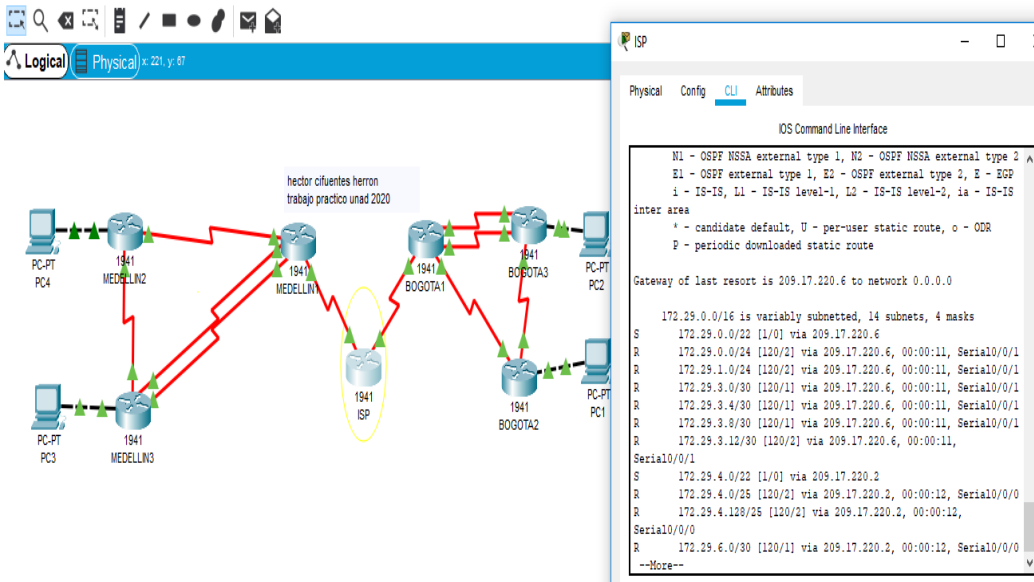 Logical
Physical
x: 221, y: 67
hector cifuentes herron
trabajo practico unad 2020
PC-PT
PC4
1941
MEDELLIN2
1941
MEDELLIN1
1941
BOGOTA1
1941
BOGOTA3
PC-PT
PC2
PC-PT
PC3
1941
MEDELLIN3
1941
ISP
1941
BOGOTA2
PC-PT
PC1
ISP
Physical
Config
CLI
Attributes
IOS Command Line Interface
N1 - OSPF NSSA external type 1, N2 - OSPF NSSA external type 2
E1 - OSPF external type 1, E2 - OSPF external type 2, E - EGP
i - IS-IS, L1 - IS-IS level-1, L2 - IS-IS level-2, ia - IS-IS
inter area
* - candidate default, U - per-user static route, o - ODR
P - periodic downloaded static route
Gateway of last resort is 209.17.220.6 to network 0.0.0.0
172.29.0.0/16 is variably subnetted, 14 subnets, 4 masks
S 172.29.0.0/22 [1/0] via 209.17.220.6
R 172.29.0.0/24 [120/2] via 209.17.220.6, 00:00:11, Serial0/0/1
R 172.29.1.0/24 [120/2] via 209.17.220.6, 00:00:11, Serial0/0/1
R 172.29.3.0/30 [120/1] via 209.17.220.6, 00:00:11, Serial0/0/1
R 172.29.3.4/30 [120/1] via 209.17.220.6, 00:00:11, Serial0/0/1
R 172.29.3.8/30 [120/1] via 209.17.220.6, 00:00:11, Serial0/0/1
R 172.29.3.12/30 [120/2] via 209.17.220.6, 00:00:11,
Serial0/0/1
S 172.29.4.0/22 [1/0] via 209.17.220.2
R 172.29.4.0/25 [120/2] via 209.17.220.2, 00:00:12, Serial0/0/0
R 172.29.4.128/25 [120/2] via 209.17.220.2, 00:00:12,
Serial0/0/0
R 172.29.6.0/30 [120/1] via 209.17.220.2, 00:00:12, Serial0/0/0
--More--